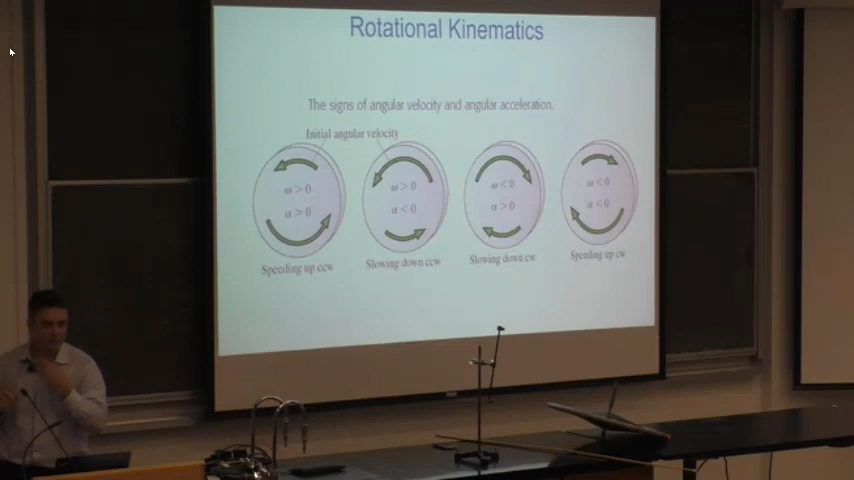 Rotational Kinematics
The signs of angular velocity and angular acceleration.
Initial angular velocity
ω > 0
α > 0
Speeding up ccw
ω > 0
α < 0
Slowing down ccw
ω < 0
α > 0
Slowing down cw
ω < 0
α < 0
Speeding up cw